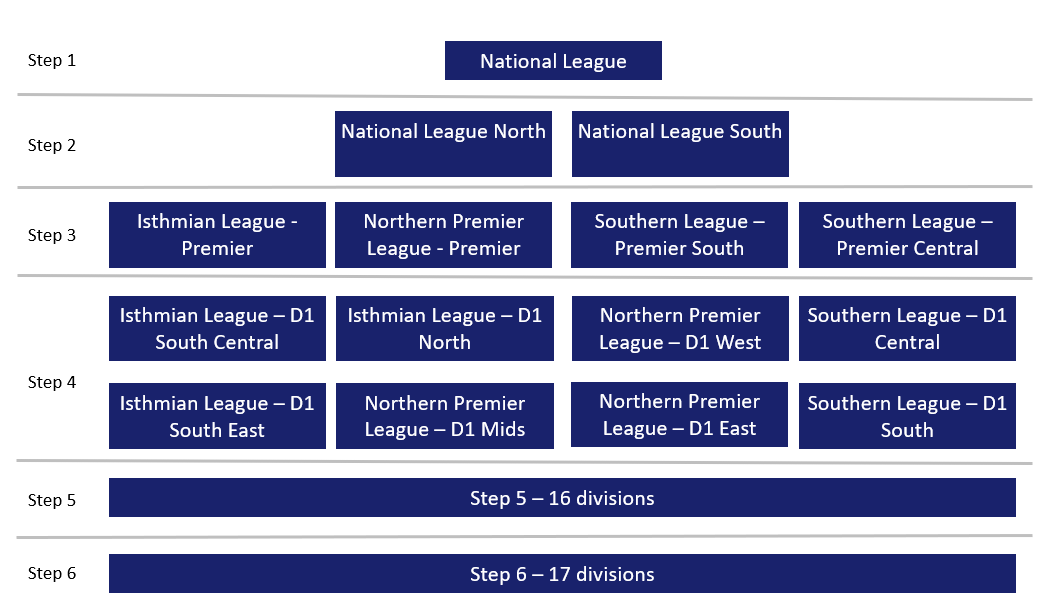 Step 1
National League
Step 2
National League North
National League South
Step 3
Isthmian League -
Premier
Northern Premier
League - Premier
Southern League –
Premier South
Southern League –
Premier Central
Step 4
Isthmian League – D1
South Central
Isthmian League – D1
North
Northern Premier
League – D1 West
Southern League – D1
Central
Isthmian League – D1
South East
Northern Premier
League – D1 Mids
Northern Premier
League – D1 East
Southern League – D1
South
Step 5
Step 5 – 16 divisions
Step 6
Step 6 – 17 divisions